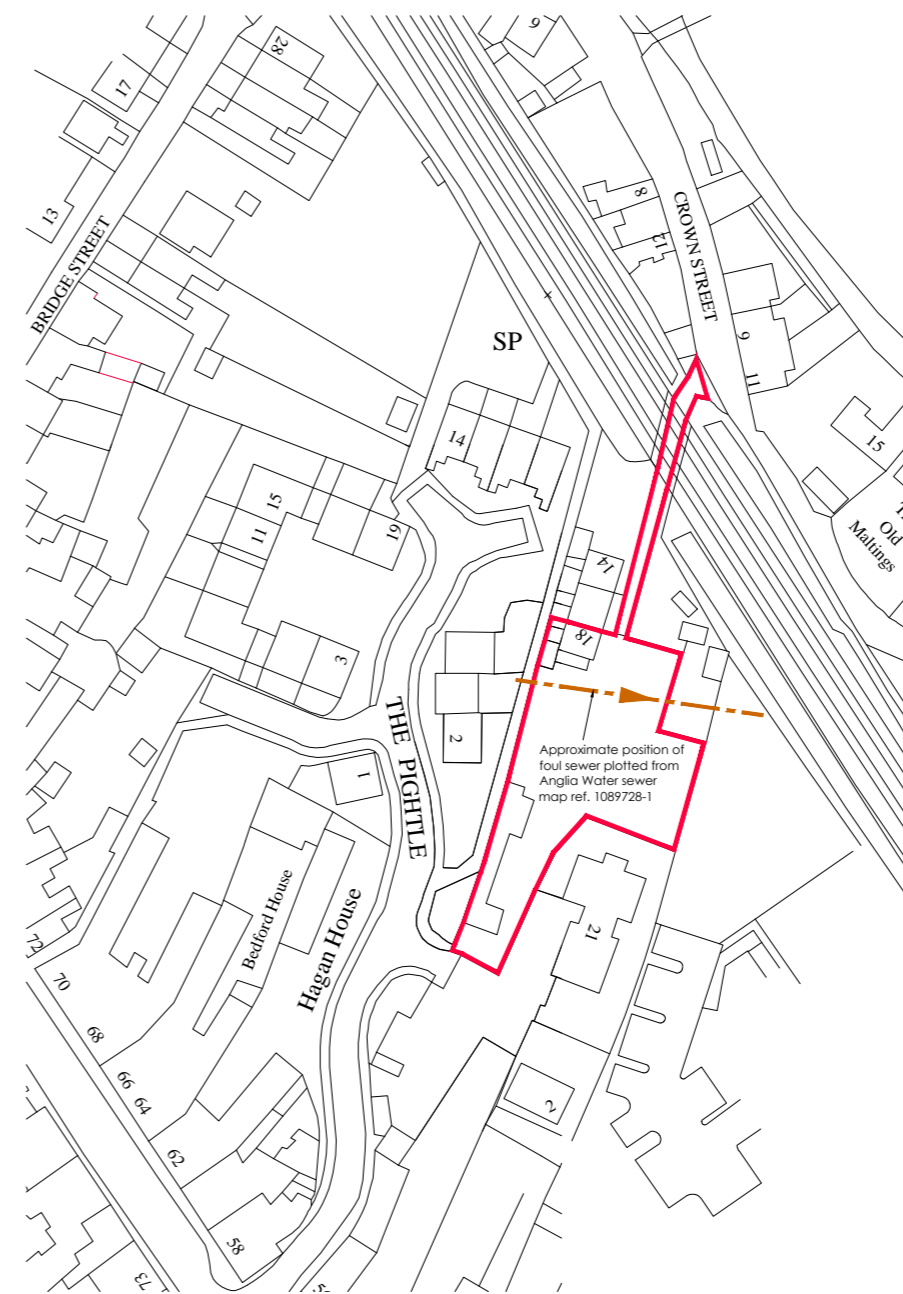 28
6
17
8
CROWN STREET
12
13
BRIDGE STREET
SP
9
11
14
15
15
11
19
Old
Maltings
14
18
3
THE PIGHTLE
2
Approximate position of
foul sewer plotted from
Anglia Water sewer
map ref. 1089728-1
1
Bedford House
Hagan House
21
72
70
68
66
64
62
58
2
73